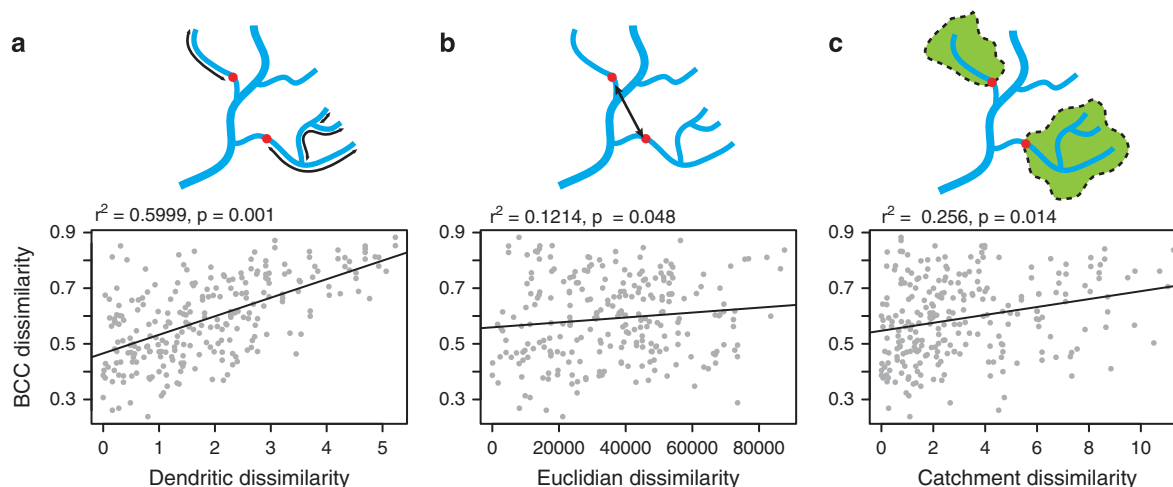 a
b
c
r² = 0.5999, p = 0.001
r² = 0.1214, p = 0.048
r² = 0.256, p = 0.014
BCC dissimilarity
0.9
0.7
0.5
0.3
0 1 2 3 4 5
Dendritic dissimilarity
0.9
0.7
0.5
0.3
0 20000 40000 60000 80000
Euclidian dissimilarity
0.9
0.7
0.5
0.3
0 2 4 6 8 10
Catchment dissimilarity